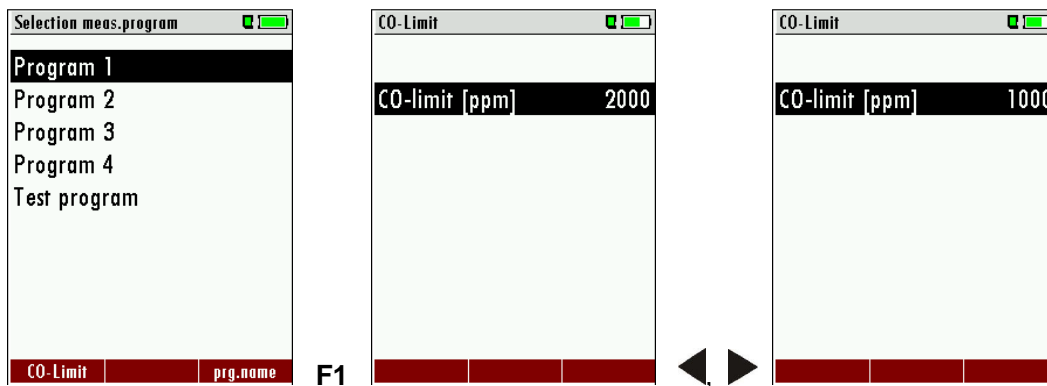 Selection meas.program
Program 1
Program 2
Program 3
Program 4
Test program
CO-Limit prg.name
F1
CO-Limit
CO-limit [ppm] 2000
,
CO-Limit
CO-limit [ppm] 1000